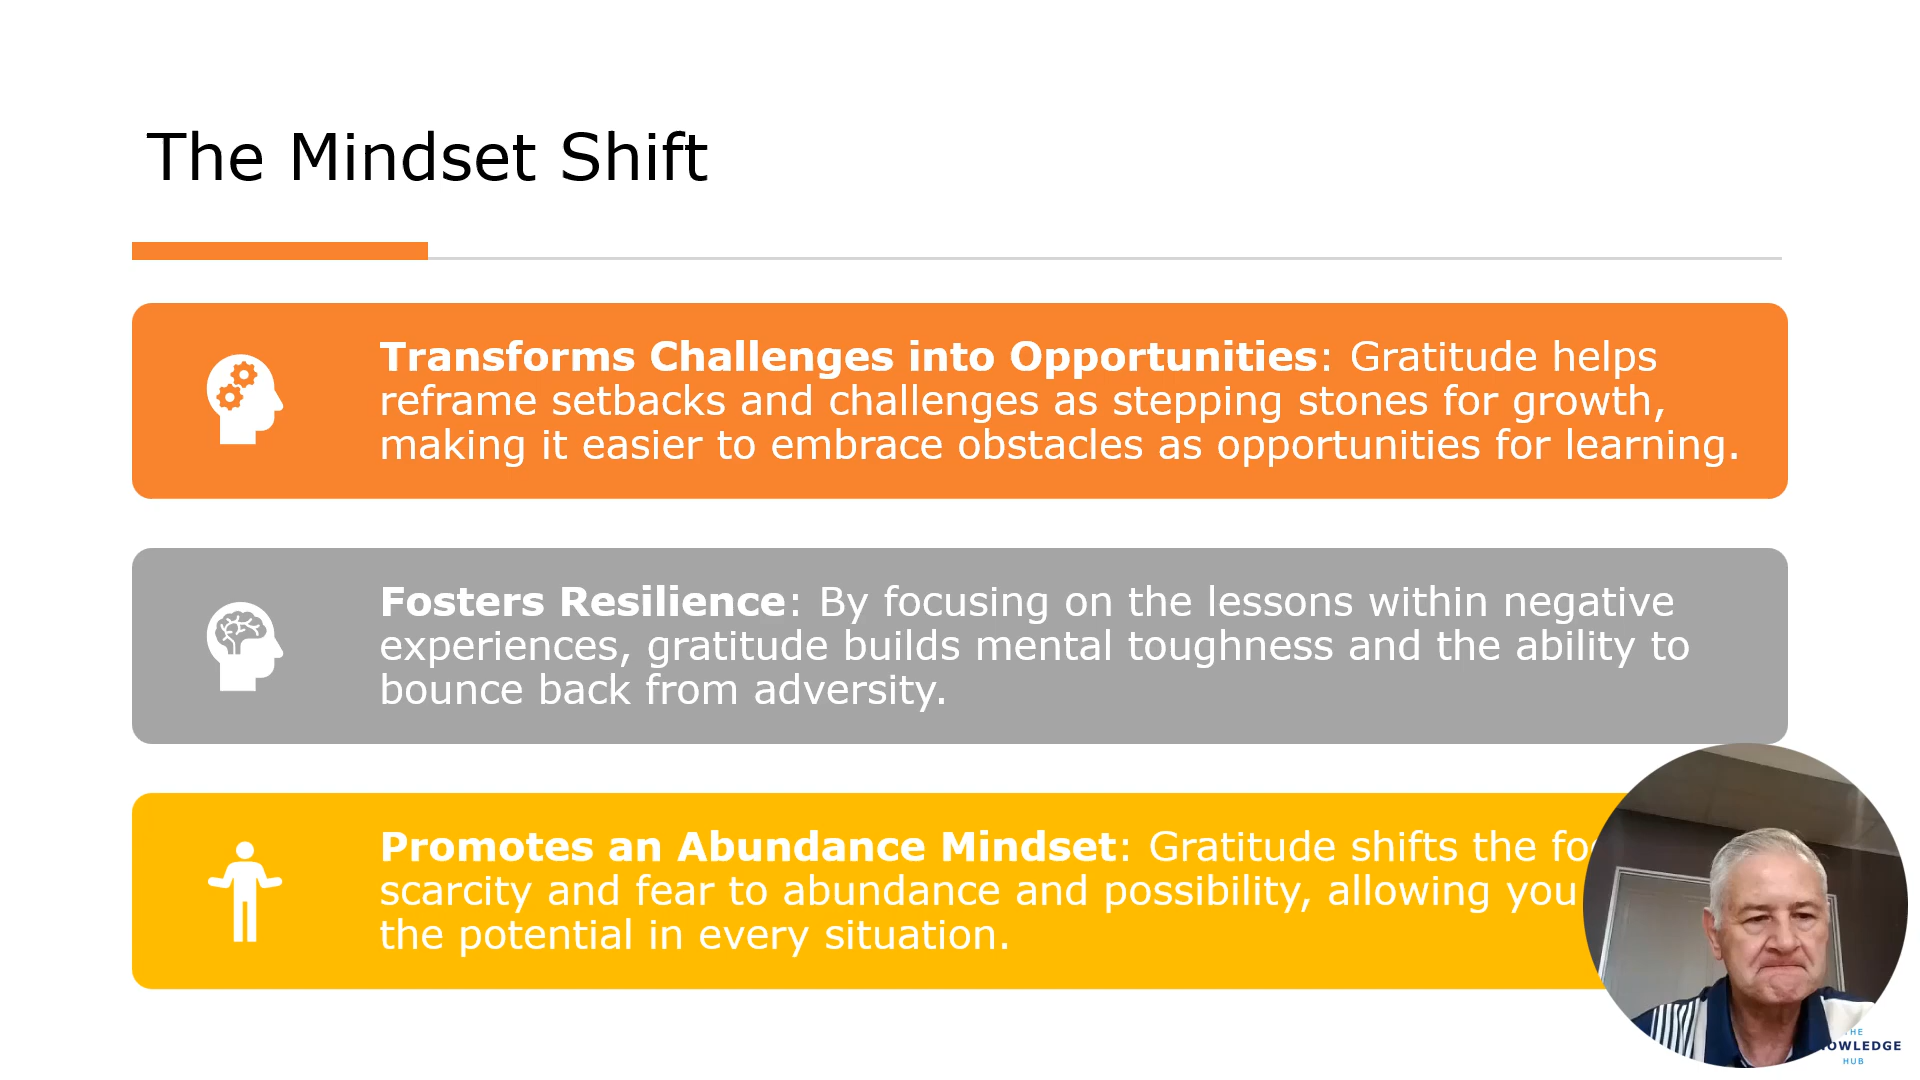 The Mindset Shift
Transforms Challenges into Opportunities: Gratitude helps
reframe setbacks and challenges as stepping stones for growth,
making it easier to embrace obstacles as opportunities for learning.
Fosters Resilience: By focusing on the lessons within negative
experiences, gratitude builds mental toughness and the ability to
bounce back from adversity.
Promotes an Abundance Mindset: Gratitude shifts the
scarcity and fear to abundance and possibility, allowing you
the potential in every situation.
HUB